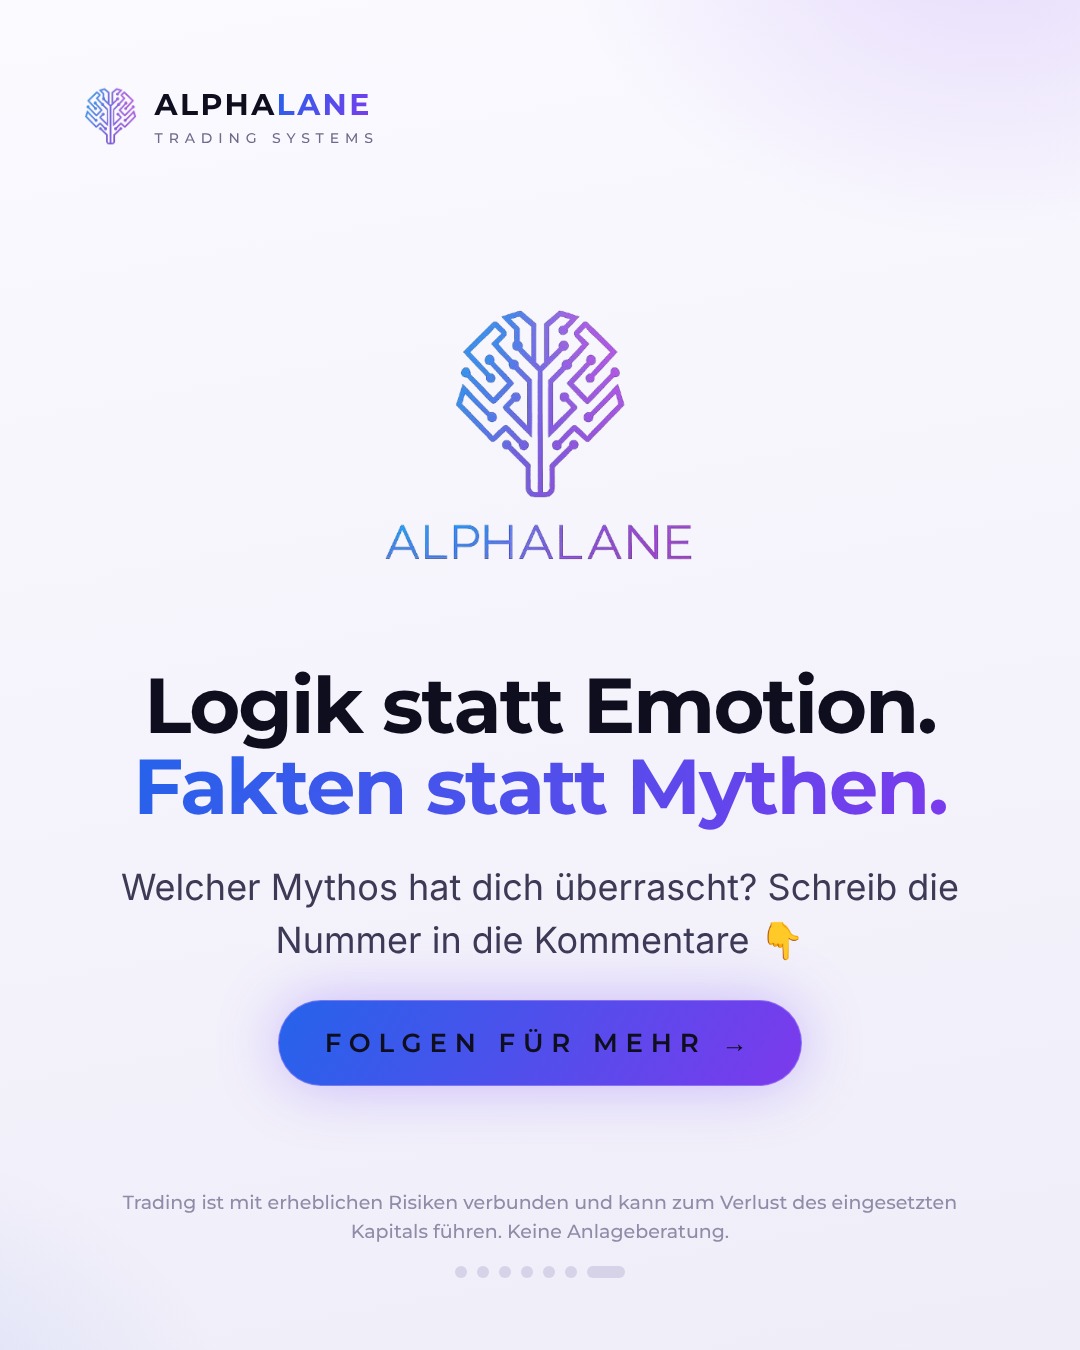 ALPHALANE
TRADING SYSTEMS
ALPHALANE
Logik statt Emotion.
Fakten statt Mythen.
Welcher Mythos hat dich überrascht? Schreib die
Nummer in die Kommentare 👇
FOLGEN FÜR MEHR →
Trading ist mit erheblichen Risiken verbunden und kann zum Verlust des eingesetzten
Kapitals führen. Keine Anlageberatung.